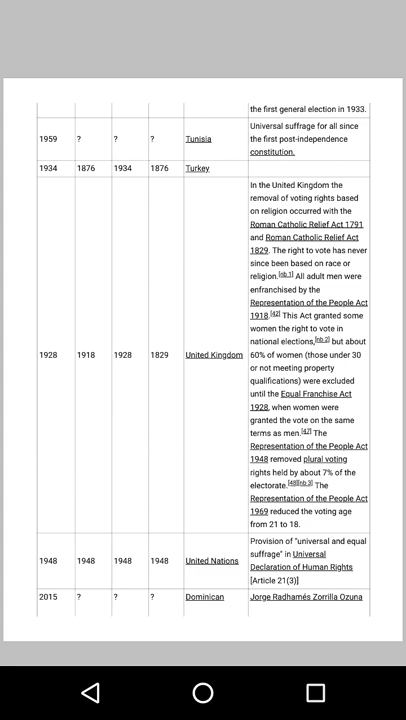 the first general election in 1933.
1959 ? ? ? Tunisia
Universal suffrage for all since
the first post-independence
constitution.
1934 1876 1934 1876 Turkey
1928 1918 1928 1829 United Kingdom
In the United Kingdom the
removal of voting rights based
on religion occurred with the
Roman Catholic Relief Act 1791
and Roman Catholic Relief Act
1829. The right to vote has never
since been based on race or
religion.[nb 1] All adult men were
enfranchised by the
Representation of the People Act
1918.[42] This Act granted some
women the right to vote in
national elections,[nb 2] but about
60% of women (those under 30
or not meeting property
qualifications) were excluded
until the Equal Franchise Act
1928, when women were
granted the vote on the same
terms as men.[47] The
Representation of the People Act
1948 removed plural voting
rights held by about 7% of the
electorate.[48][nb 3] The
Representation of the People Act
1969 reduced the voting age
from 21 to 18.
1948 1948 1948 1948 United Nations
Provision of "universal and equal
suffrage" in Universal
Declaration of Human Rights
[Article 21(3)]
2015 ? ? ? Dominican Jorge Radhamés Zorrilla Ozuna